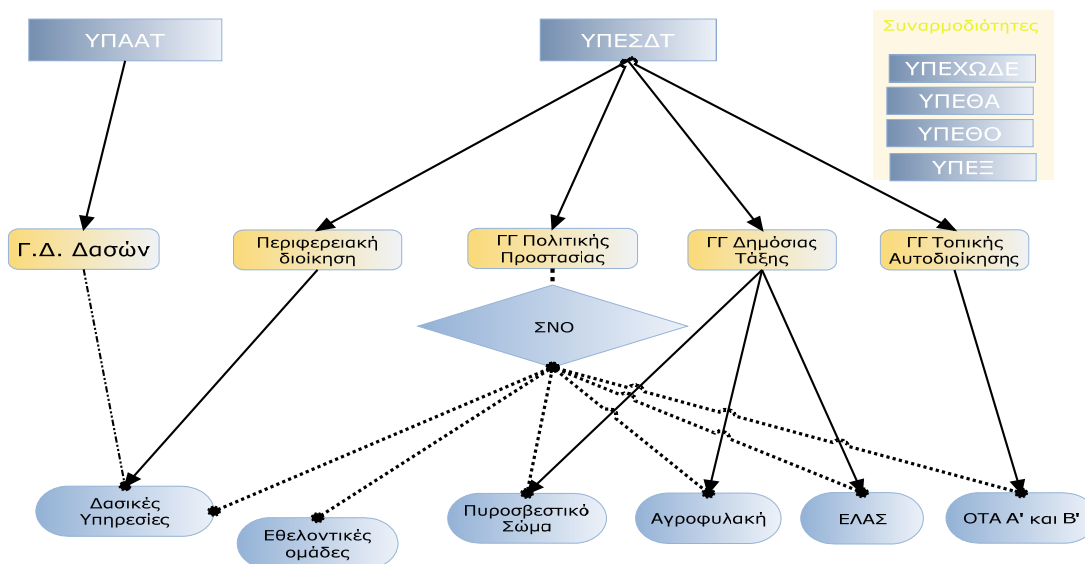 ΥΠΑΑΤ
ΥΠΕΣΔΤ
Συναρμοδιότητες
ΥΠΕΧΩΔΕ
ΥΠΕΘΑ
ΥΠΕΘΟ
ΥΠΕΞ
Γ.Δ. Δασών
Περιφερειακή
διοίκηση
ΓΓ Πολιτικής
Προστασίας
ΓΓ Δημόσιας
Τάξης
ΓΓ Τοπικής
Αυτοδιοίκησης
ΣΝΟ
Δασικές
Υπηρεσίες
Εθελοντικές
ομάδες
Πυροσβεστικό
Σώμα
Αγροφυλακή
ΕΛΑΣ
ΟΤΑ Α' και Β'